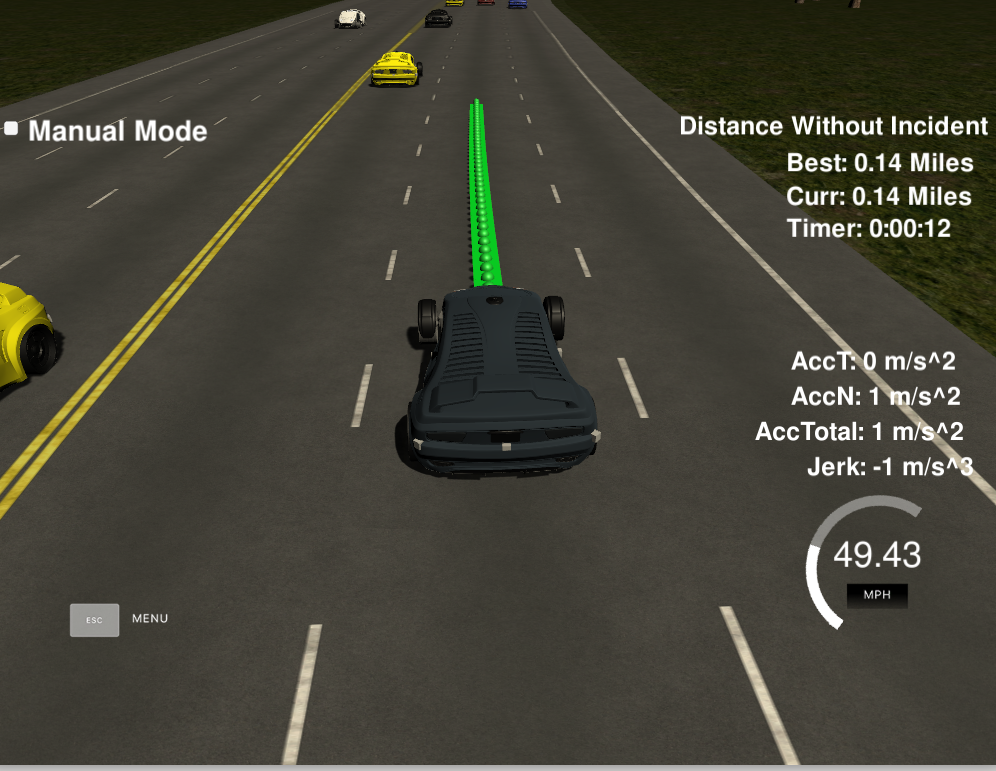 Manual Mode
Distance Without Incident
Best: 0.14 Miles
Curr: 0.14 Miles
Timer: 0:00:12
AccT: 0 m/s^2
AccN: 1 m/s^2
AccTotal: 1 m/s^2
Jerk: -1 m/s^3
49.43
MPH
ESC MENU